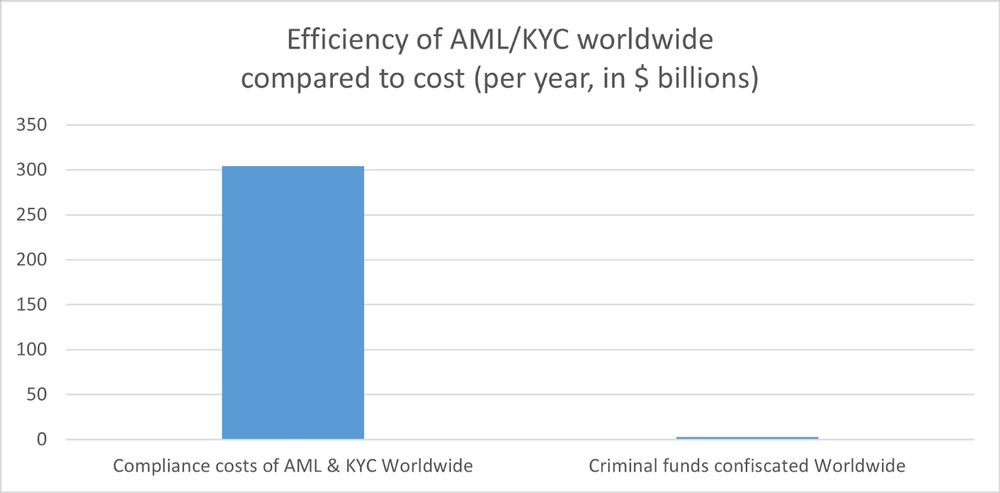 Efficiency of AML/KYC worldwide
compared to cost (per year, in $ billions)
350
300
250
200
150
100
50
0
Compliance costs of AML & KYC Worldwide
Criminal funds confiscated Worldwide